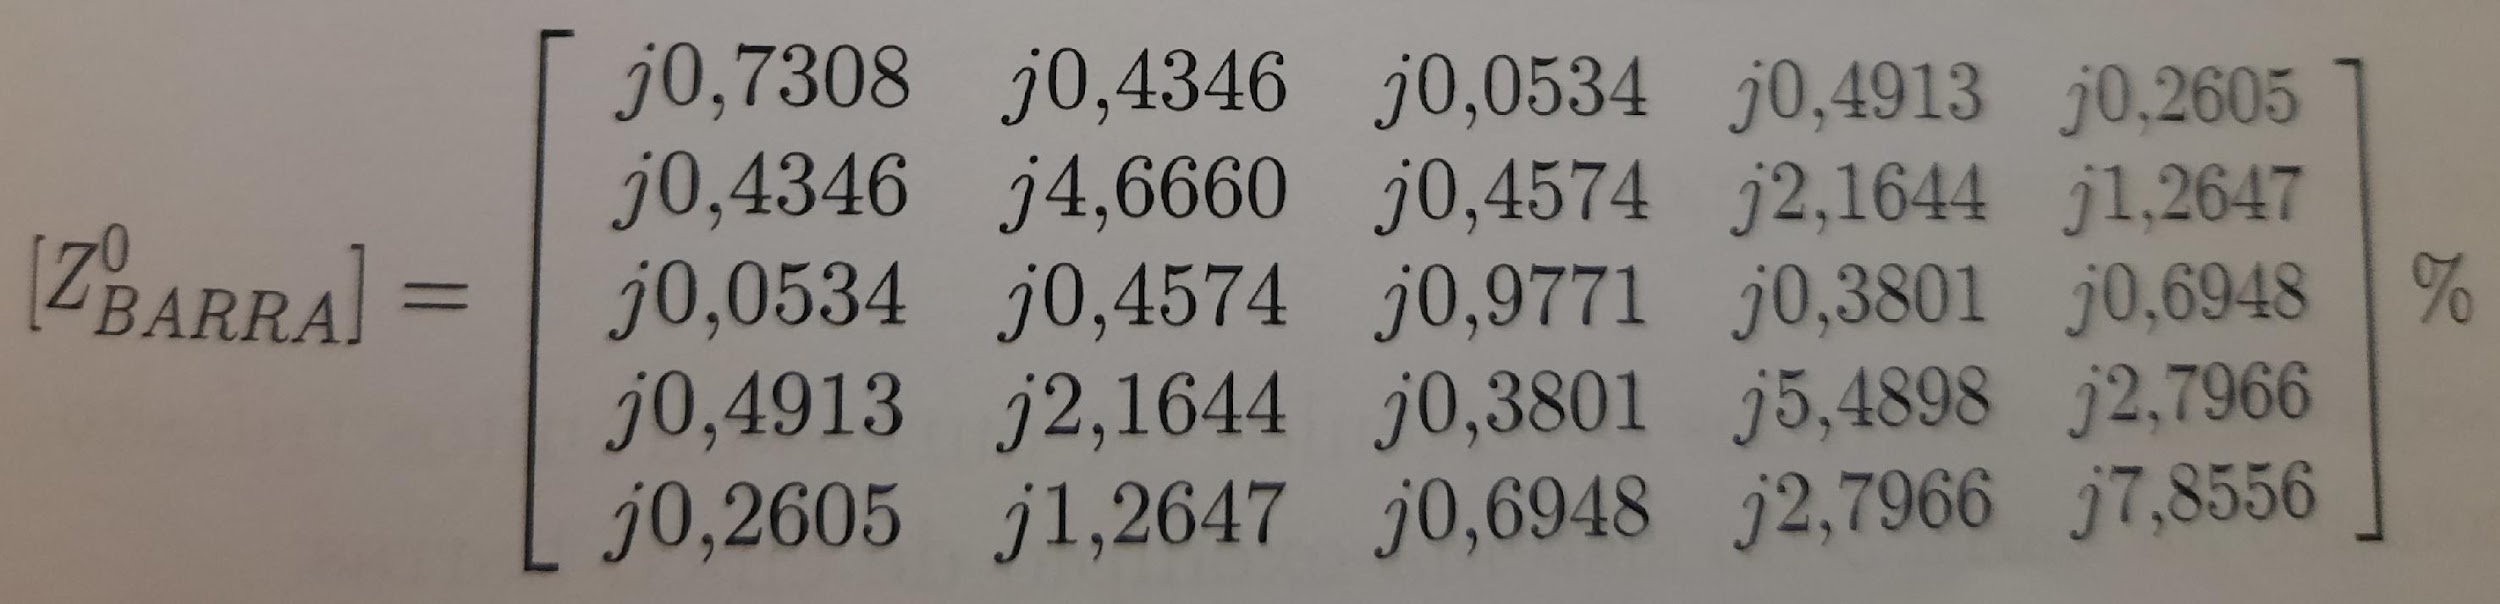 j0,7308 j0,4346 j0,0534 j0,4913 j0,2605
j0,4346 j4,6660 j0,4574 j2,1644 j1,2647
[Z⁰BARRA] = j0,0534 j0,4574 j0,9771 j0,3801 j0,6948 %
j0,4913 j2,1644 j0,3801 j5,4898 j2,7966
j0,2605 j1,2647 j0,6948 j2,7966 j7,8556